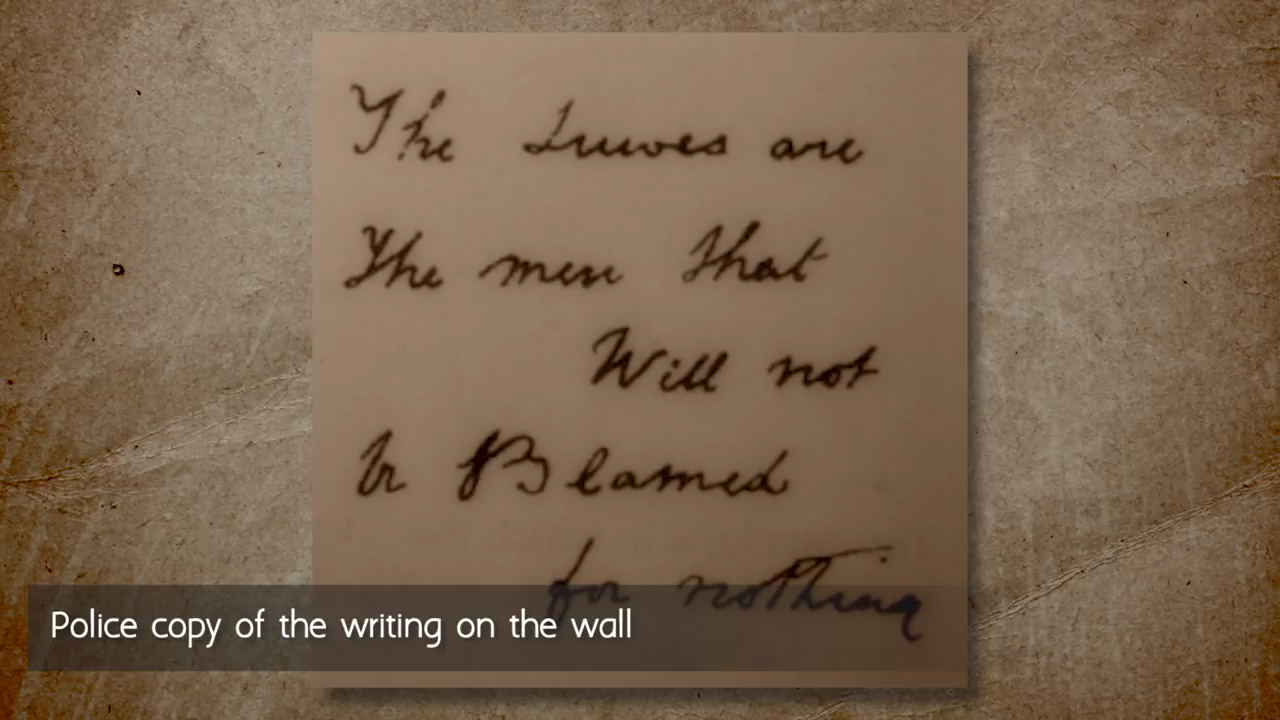 The Juwes are
The men that
Will not
be Blamed
for nothing
Police copy of the writing on the wall